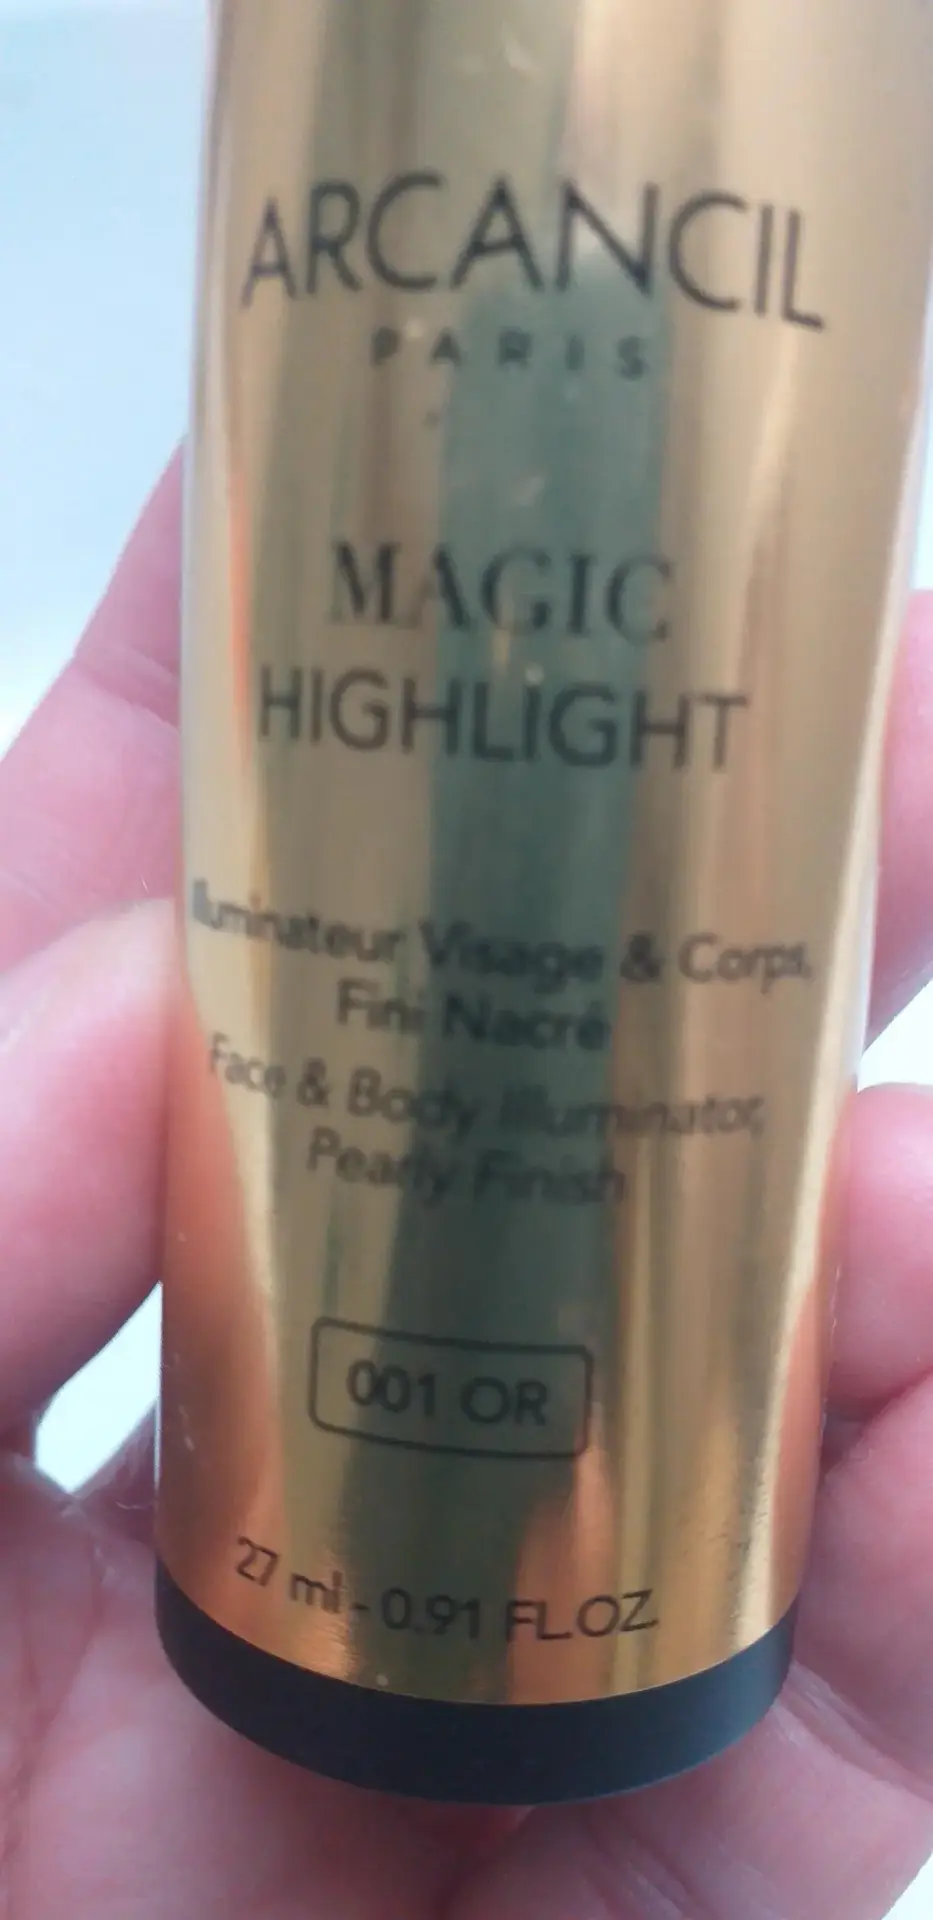 ARCANCIL
PARIS
MAGIC
HIGHLIGHT
Illuminateur Visage & Corps,
Fini Nacré
Face & Body Illuminator,
Pearly Finish
001 OR
27 ml - 0.91 FL.OZ